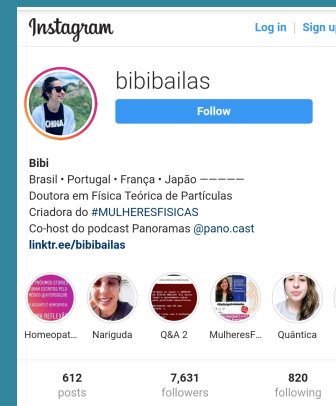 Instagram
Log in | Sign up
bibibailas
Follow
CHINA
Bibi
Brasil • Portugal • França • Japão —————
Doutora em Física Teórica de Partículas
Criadora do #MULHERESFISICAS
Co-host do podcast Panoramas @pano.cast
linktr.ee/bibibailas
Homeopat... Nariguda Q&A 2 MulheresF... Quântica
612 7,631 820
posts followers following